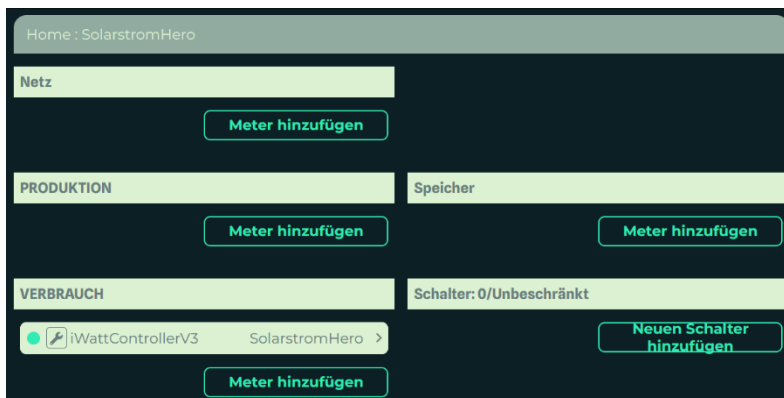 Home : SolarstromHero
Netz
Meter hinzufügen
PRODUKTION
Speicher
Meter hinzufügen
Meter hinzufügen
VERBRAUCH
Schalter: 0/Unbeschränkt
iWattControllerV3 SolarstromHero
Neuen Schalter
hinzufügen
Meter hinzufügen